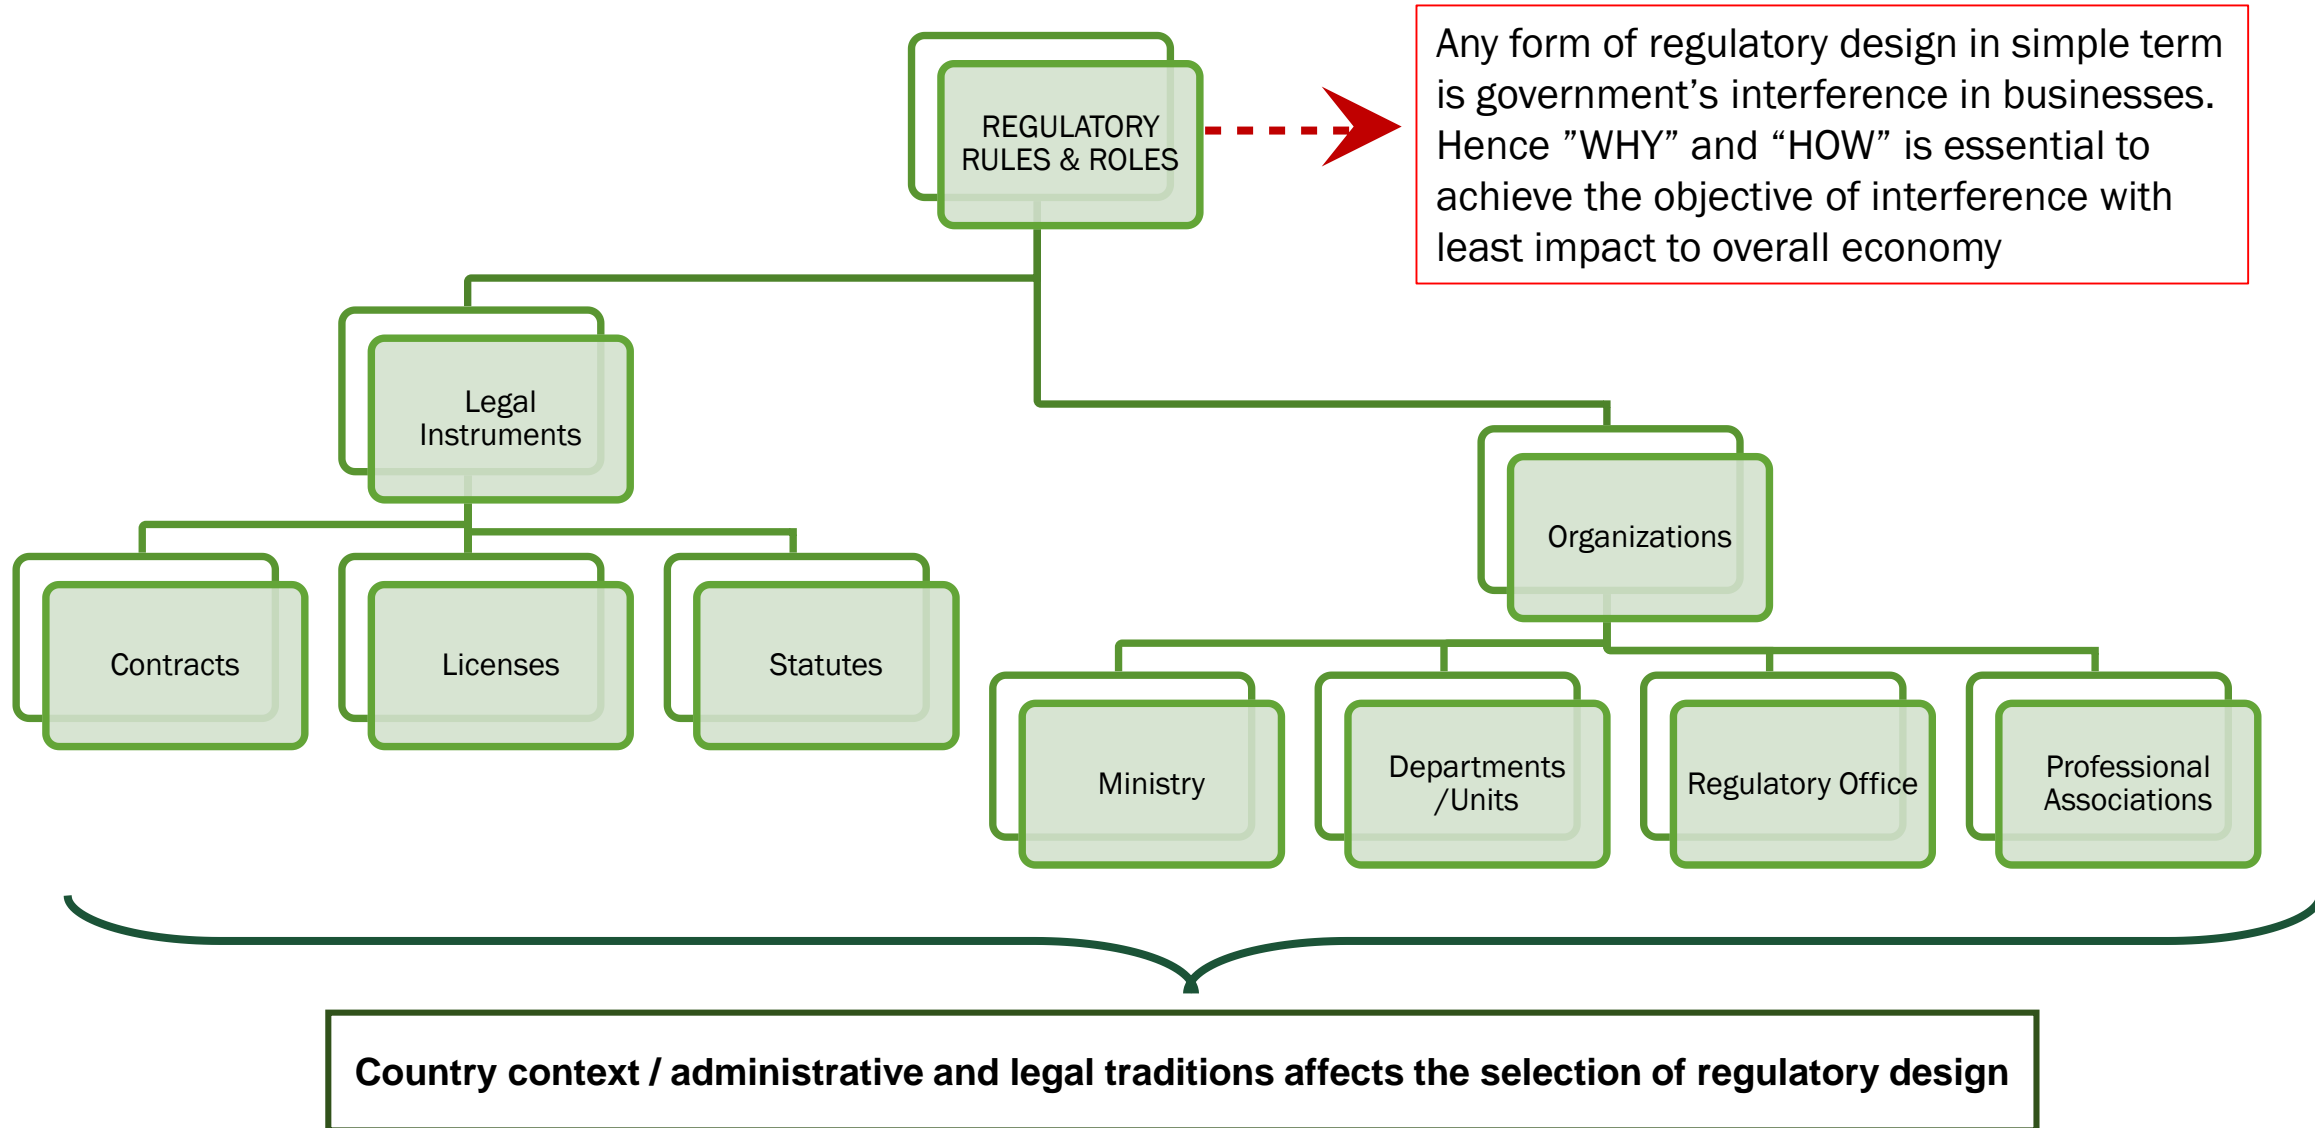 Any form of regulatory design in simple term
is government’s interference in businesses.
Hence ”WHY” and “HOW” is essential to
achieve the objective of interference with
least impact to overall economy
REGULATORY
RULES & ROLES
Legal
Instruments
Organizations
Contracts
Licenses
Statutes
Ministry
Departments
/Units
Regulatory Office
Professional
Associations
Country context / administrative and legal traditions affects the selection of regulatory design